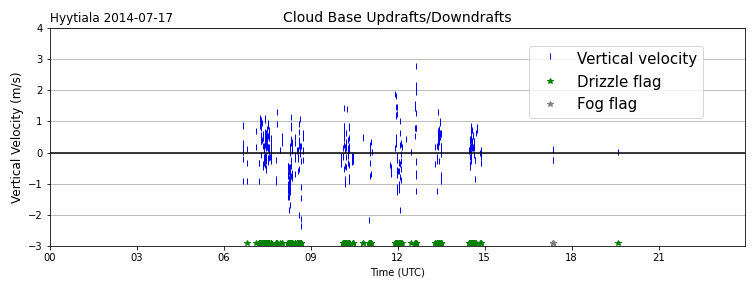 Hyytiala 2014-07-17
Cloud Base Updrafts/Downdrafts
Vertical Velocity (m/s)
4
3
2
1
0
−1
−2
−3
Vertical velocity
Drizzle flag
Fog flag
00 03 06 09 12 15 18 21
Time (UTC)